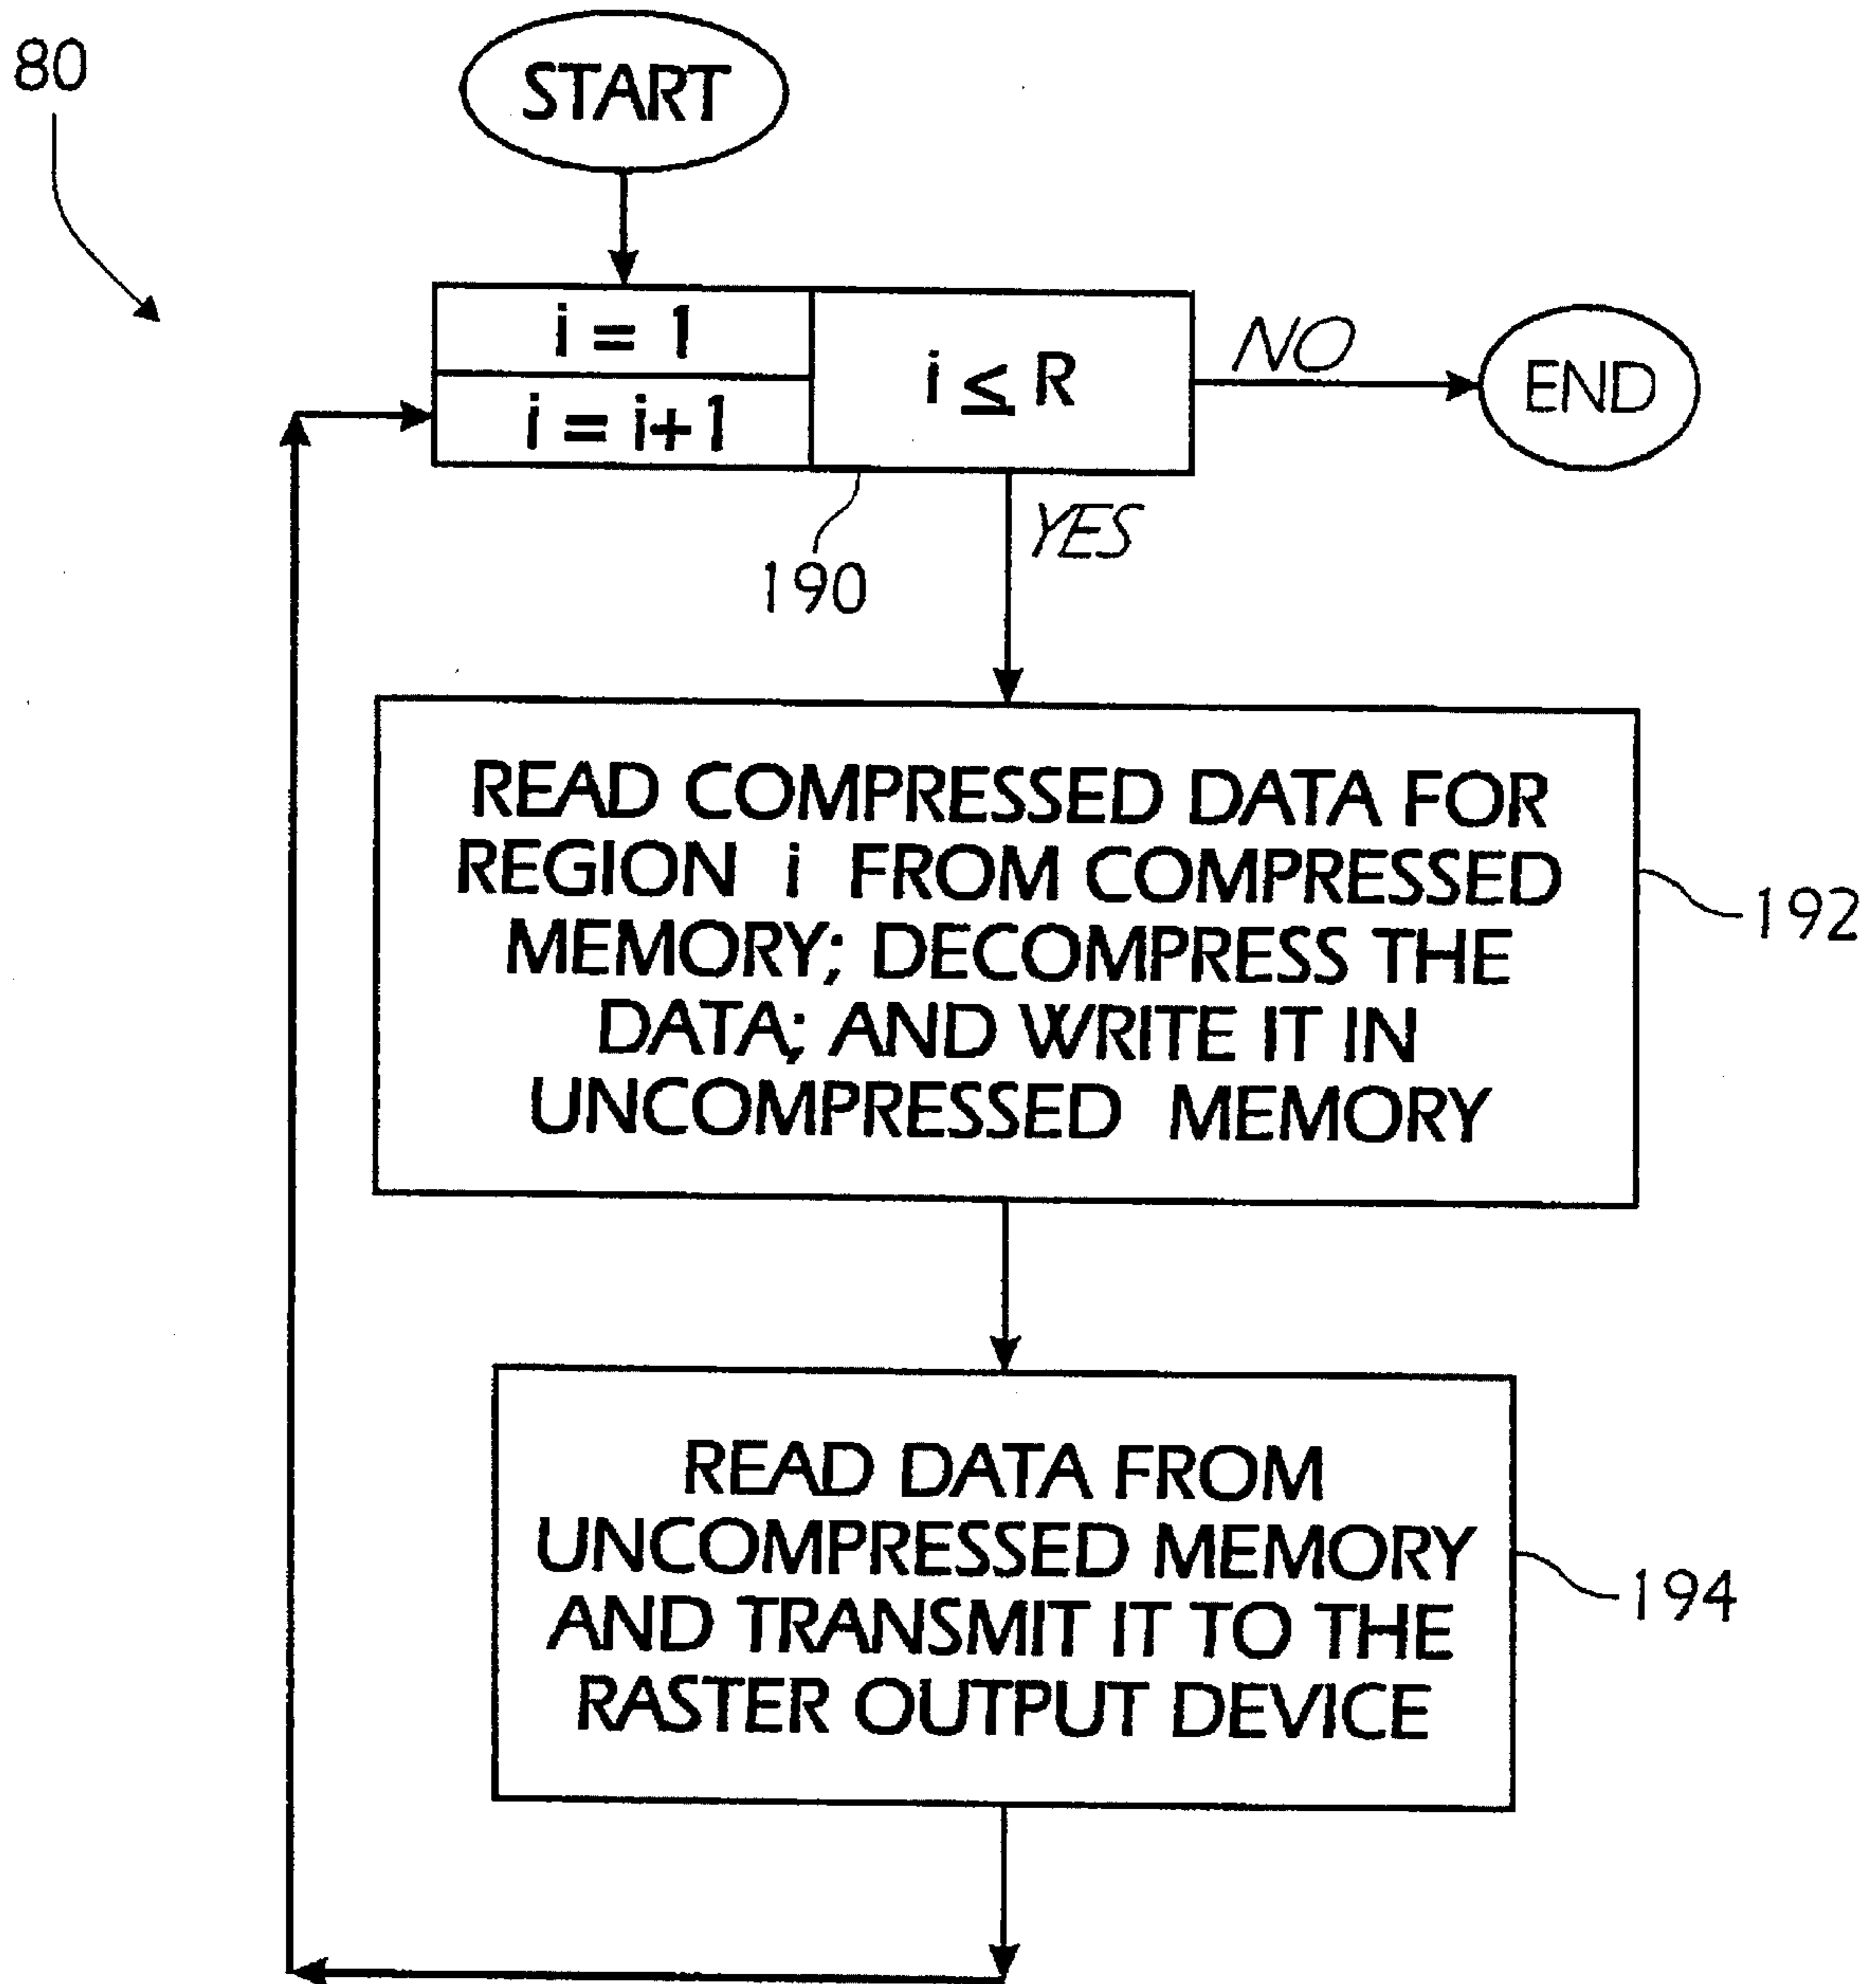 80
START
i = 1
i = i+1
i ≤ R
NO
END
YES
190
READ COMPRESSED DATA FOR
REGION i FROM COMPRESSED
MEMORY; DECOMPRESS THE
DATA; AND WRITE IT IN
UNCOMPRESSED MEMORY
192
READ DATA FROM
UNCOMPRESSED MEMORY
AND TRANSMIT IT TO THE
RASTER OUTPUT DEVICE
194